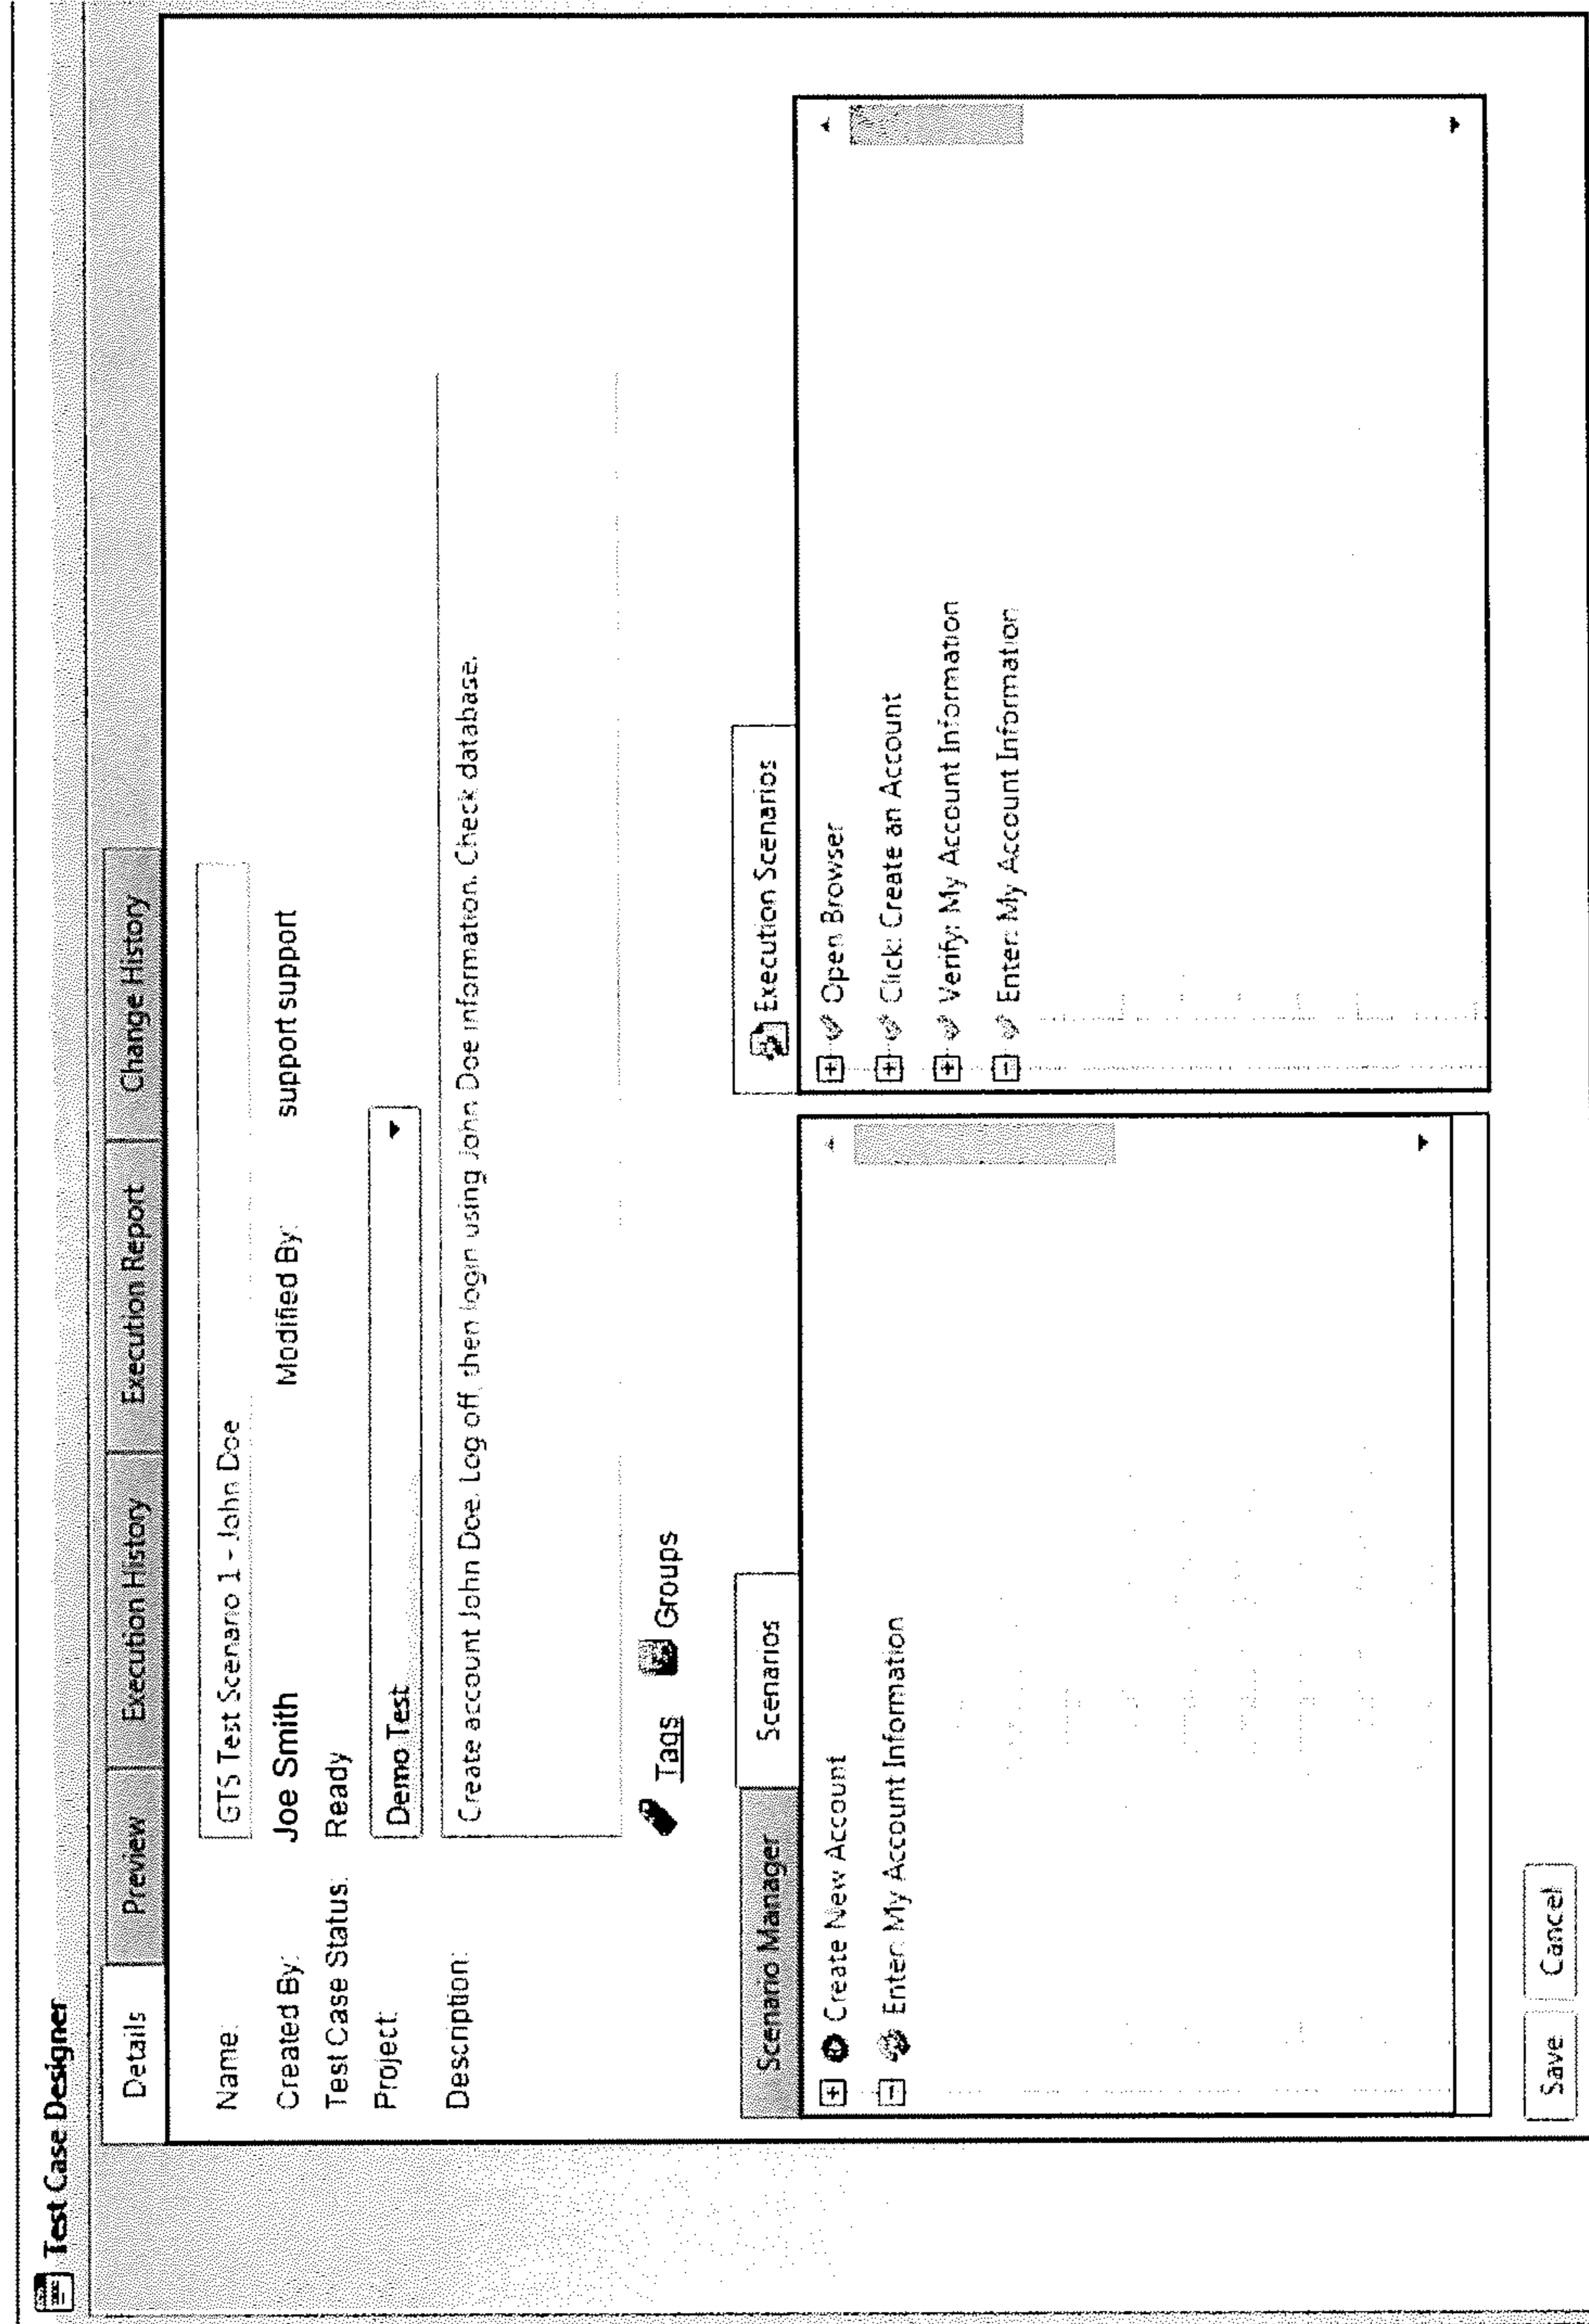 Test Case Designer
Details Preview Execution History Execution Report Change History
Name: GTS Test Scenario 1 - John Doe
Created By: Joe Smith Modified By: support support
Test Case Status: Ready
Project: Demo Test
Description: Create account John Doe. Log off, then login using John Doe information. Check database.
Tags Groups
Scenario Manager Scenarios Execution Scenarios
Create New Account
Enter: My Account Information
Open Browser
Click: Create an Account
Verify: My Account Information
Enter: My Account Information
Save Cancel